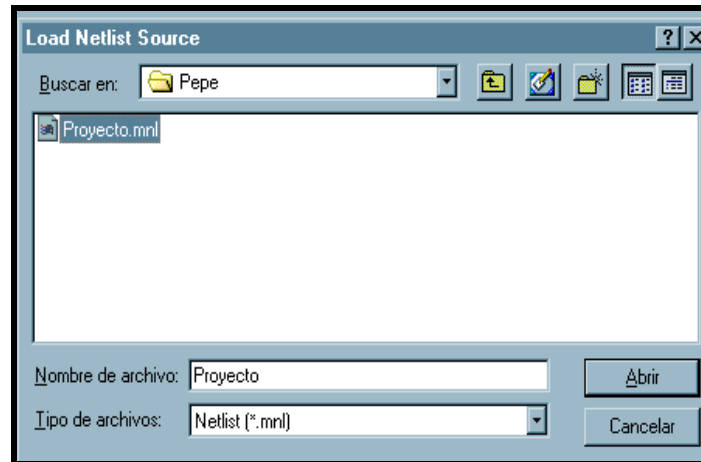 Load Netlist Source
Buscar en: Pepe
Proyecto.mnl
Nombre de archivo: Proyecto
Abrir
Tipo de archivos: Netlist (*.mnl)
Cancelar